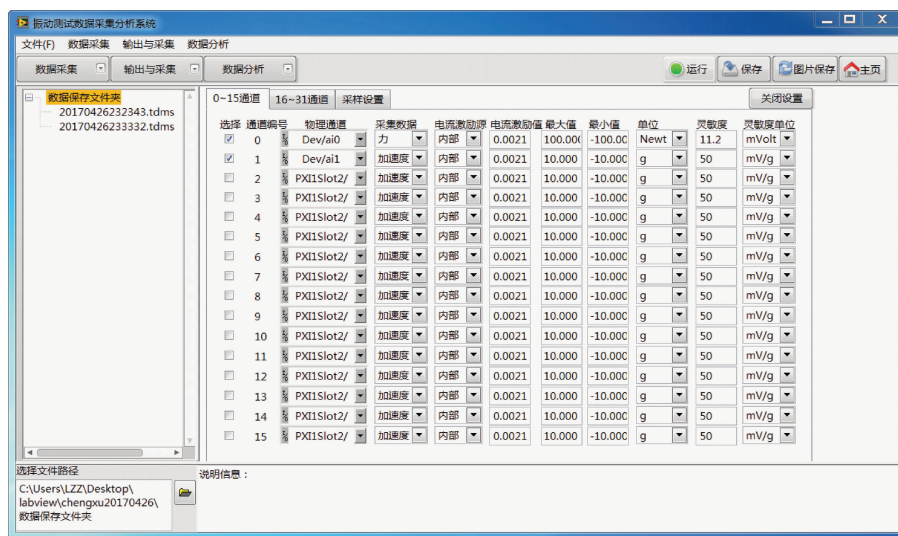 振动测试数据采集分析系统
文件(F) 数据采集 输出与采集 数据分析
数据采集 输出与采集 数据分析 运行 保存 图片保存 主页
数据保存文件夹
20170426232343.tdms
20170426233332.tdms
0~15通道 16~31通道 采样设置 关闭设置
选择 通道编号 物理通道 采集数据 电流激励源 电流激励值 最大值 最小值 单位 灵敏度 灵敏度单位
0 Dev/ai0 力 内部 0.0021 100.00 -100.00 Newt 11.2 mVolt
1 Dev/ai1 加速度 内部 0.0021 10.000 -10.000 g 50 mV/g
2 PXI1Slot2/ 加速度 内部 0.0021 10.000 -10.000 g 50 mV/g
3 PXI1Slot2/ 加速度 内部 0.0021 10.000 -10.000 g 50 mV/g
4 PXI1Slot2/ 加速度 内部 0.0021 10.000 -10.000 g 50 mV/g
5 PXI1Slot2/ 加速度 内部 0.0021 10.000 -10.000 g 50 mV/g
6 PXI1Slot2/ 加速度 内部 0.0021 10.000 -10.000 g 50 mV/g
7 PXI1Slot2/ 加速度 内部 0.0021 10.000 -10.000 g 50 mV/g
8 PXI1Slot2/ 加速度 内部 0.0021 10.000 -10.000 g 50 mV/g
9 PXI1Slot2/ 加速度 内部 0.0021 10.000 -10.000 g 50 mV/g
10 PXI1Slot2/ 加速度 内部 0.0021 10.000 -10.000 g 50 mV/g
11 PXI1Slot2/ 加速度 内部 0.0021 10.000 -10.000 g 50 mV/g
12 PXI1Slot2/ 加速度 内部 0.0021 10.000 -10.000 g 50 mV/g
13 PXI1Slot2/ 加速度 内部 0.0021 10.000 -10.000 g 50 mV/g
14 PXI1Slot2/ 加速度 内部 0.0021 10.000 -10.000 g 50 mV/g
15 PXI1Slot2/ 加速度 内部 0.0021 10.000 -10.000 g 50 mV/g
选择文件路径
C:\Users\LZZ\Desktop\
labview\chengxu20170426\
数据保存文件夹
说明信息：